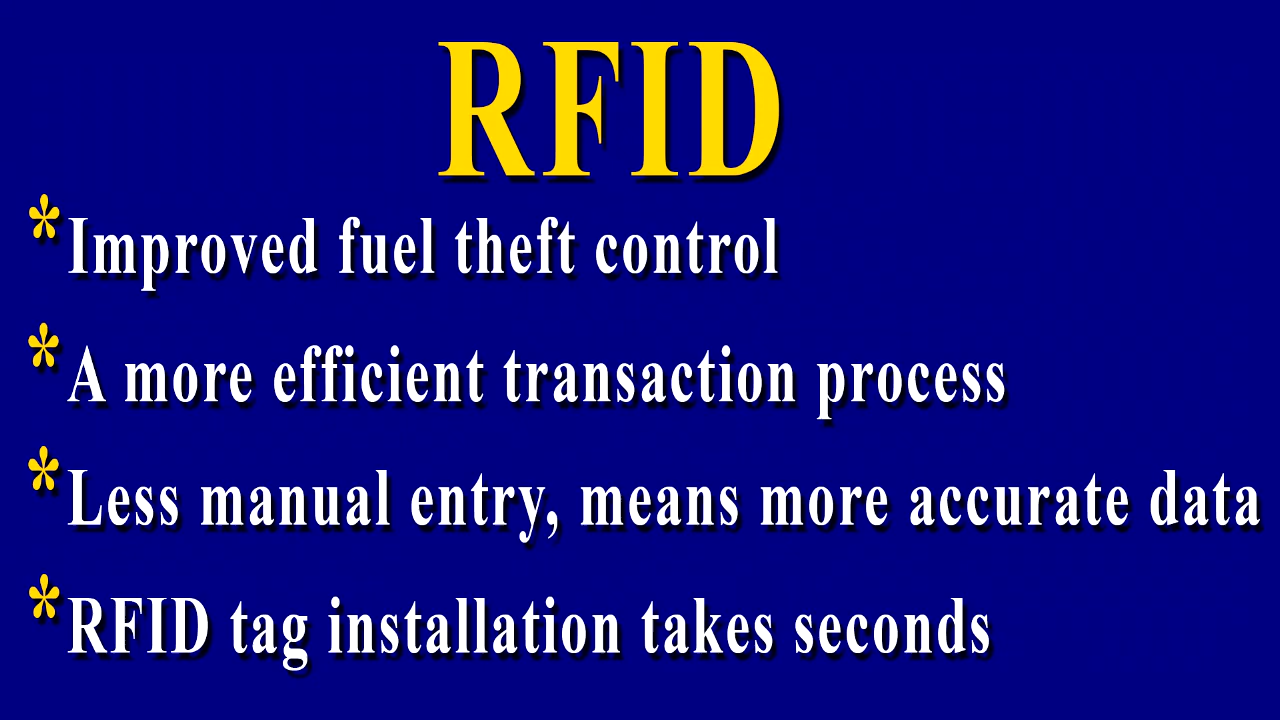 RFID
* Improved fuel theft control
* A more efficient transaction process
* Less manual entry, means more accurate data
* RFID tag installation takes seconds